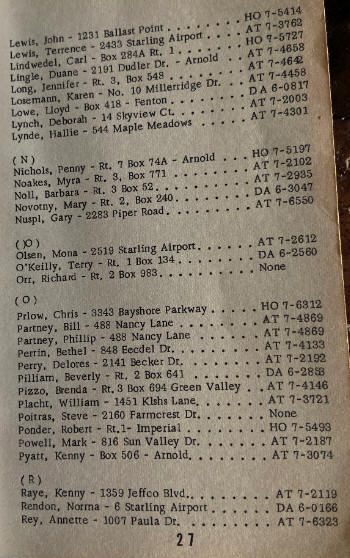 Lewis, John - 1231 Ballast Point . . . . . . . HO 7-5414
Lewis, Terrence - 2433 Starling Airport . . . . AT 7-3762
Lindwedel, Carl - Box 284A Rt. 1 . . . . . . . HO 7-5727
Lingle, Duane - 2191 Dudler Dr. - Arnold . . . AT 7-4658
Long, Jennifer - Rt. 3, Box 548 . . . . . . . . AT 7-4642
Losemann, Karen - No. 10 Millerridge Dr. . . . AT 7-4458
Lowe, Lloyd - Box 418 - Fenton . . . . . . . . DA 6-0817
Lynch, Deborah - 14 Skyview Ct. . . . . . . . . AT 7-2003
Lynde, Hallie - 544 Maple Meadows . . . . . . . AT 7-4301
( N )
Nichols, Penny - Rt. 7 Box 74A - Arnold . . . HO 7-5197
Noakes, Myra - Rt. 3, Box 771 . . . . . . . . AT 7-2102
Noll, Barbara - Rt. 3 Box 52 . . . . . . . . . AT 7-2935
Novotny, Mary - Rt. 2, Box 240 . . . . . . . . DA 6-3047
Nuspl, Gary - 2283 Piper Road . . . . . . . . . AT 7-6550
Olsen, Mona - 2519 Starling Airport . . . . . . AT 7-2612
O'Keilly, Terry - Rt. 1 Box 134 . . . . . . . . DA 6-2560
Orr, Richard - Rt. 2 Box 983 . . . . . . . . . None
( O )
Prlow, Chris - 3343 Bayshore Parkway . . . . . HO 7-6312
Partney, Bill - 488 Nancy Lane . . . . . . . . AT 7-4869
Partney, Phillip - 488 Nancy Lane . . . . . . . AT 7-4869
Perrin, Bethel - 848 Eecdel Dr. . . . . . . . . AT 7-4133
Perry, Delores - 2141 Becker Dr. . . . . . . . AT 7-2192
Pilliam, Beverly - Rt. 2 Box 641 . . . . . . . DA 6-2858
Pizzo, Brenda - Rt. 3 Box 694 Green Valley . . AT 7-4146
Placht, William - 1451 Klshs Lane . . . . . . . AT 7-3721
Poitras, Steve - 2160 Farmcrest Dr. . . . . . . None
Ponder, Robert - Rt.1- Imperial . . . . . . . . HO 7-5493
Powell, Mark - 816 Sun Valley Dr. . . . . . . . AT 7-2187
Pyatt, Kenny - Box 506 - Arnold . . . . . . . . AT 7-3074
( R )
Raye, Kenny - 1359 Jeffco Blvd. . . . . . . . . AT 7-2119
Rendon, Norma - 6 Starling Airport . . . . . . DA 6-0166
Rey, Annette - 1007 Paula Dr. . . . . . . . . . AT 7-6323
27